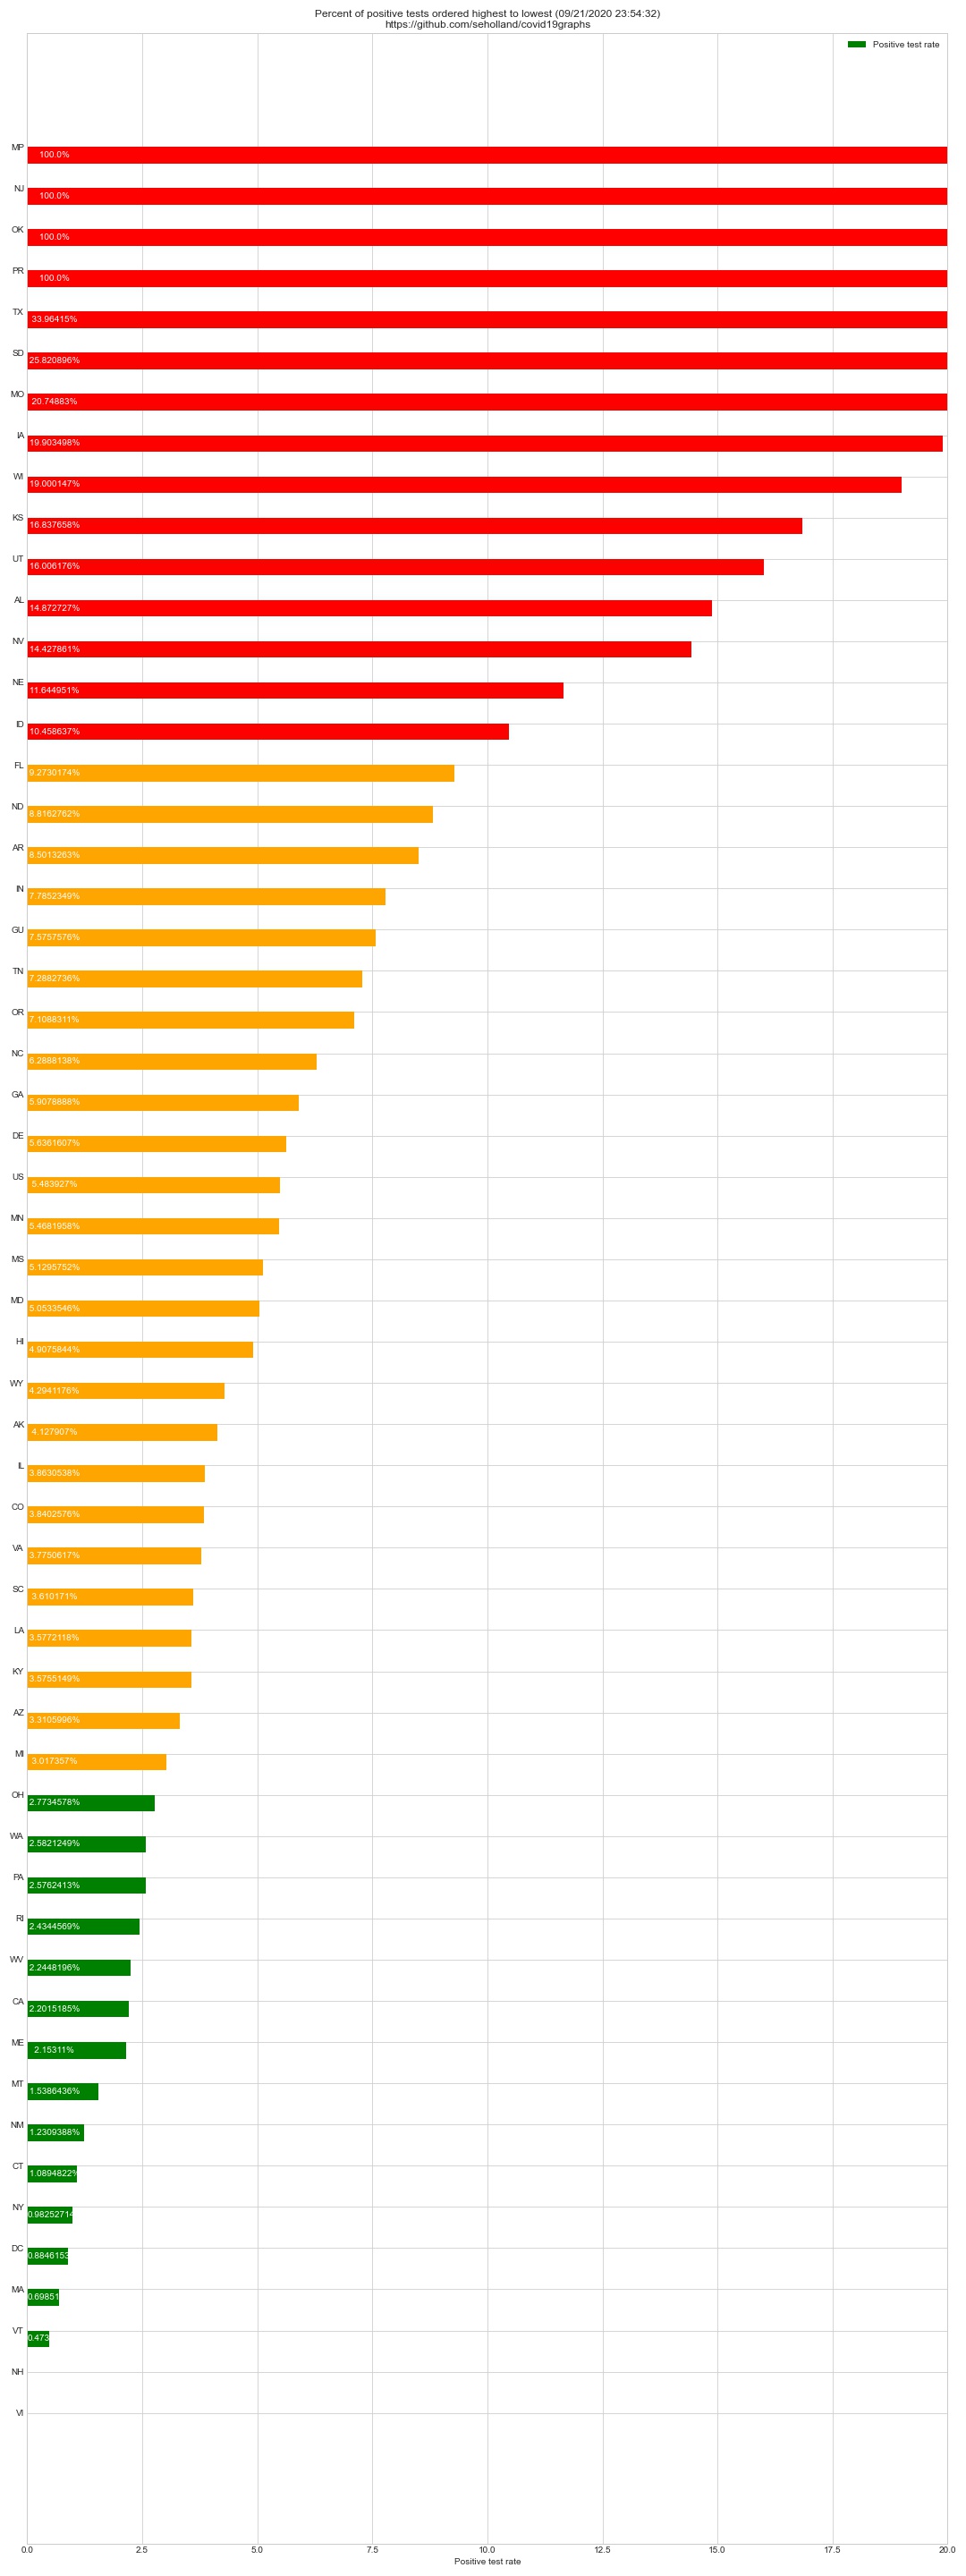 Percent of positive tests ordered highest to lowest (09/21/2020 23:54:32)
https://github.com/seholland/covid19graphs
Positive test rate
MP 100.0%
NJ 100.0%
OK 100.0%
PR 100.0%
TX 33.96415%
SD 25.820896%
MO 20.74883%
IA 19.903498%
WI 19.000147%
KS 16.837658%
UT 16.006176%
AL 14.872727%
NV 14.427861%
NE 11.644951%
ID 10.458637%
FL 9.2730174%
ND 8.8162762%
AR 8.5013263%
IN 7.7852349%
GU 7.5757576%
TN 7.2882736%
OR 7.1088311%
NC 6.2888138%
GA 5.9078888%
DE 5.6361607%
US 5.483927%
MN 5.4681958%
MS 5.1295752%
MD 5.0533546%
HI 4.9075844%
WY 4.2941176%
AK 4.127907%
IL 3.8630538%
CO 3.8402576%
VA 3.7750617%
SC 3.610171%
LA 3.5772118%
KY 3.5755149%
AZ 3.3105996%
MI 3.017357%
OH 2.7734578%
WA 2.5821249%
PA 2.5762413%
RI 2.4344569%
WV 2.2448196%
CA 2.2015185%
ME 2.15311%
MT 1.5386436%
NM 1.2309388%
CT 1.0894822%
NY 0.98252714
DC 0.8846153
MA 0.69851
VT 0.473
NH
VI
0.0 2.5 5.0 7.5 10.0 12.5 15.0 17.5 20.0
Positive test rate